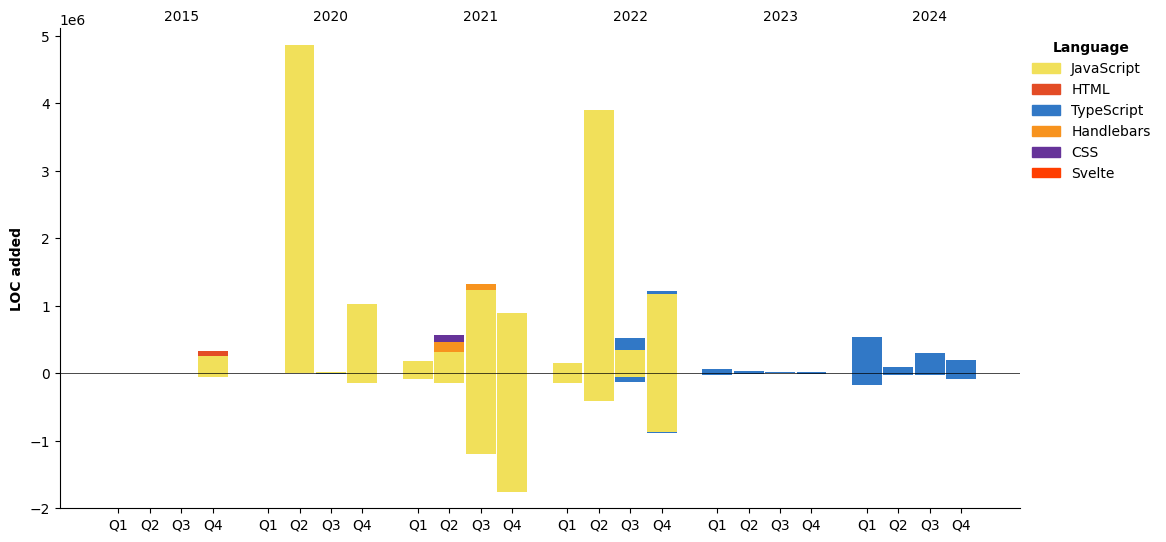 1e6
2015 2020 2021 2022 2023 2024
Language
JavaScript
HTML
TypeScript
Handlebars
CSS
Svelte
LOC added
5
4
3
2
1
0
−1
−2
Q1 Q2 Q3 Q4 Q1 Q2 Q3 Q4 Q1 Q2 Q3 Q4 Q1 Q2 Q3 Q4 Q1 Q2 Q3 Q4 Q1 Q2 Q3 Q4